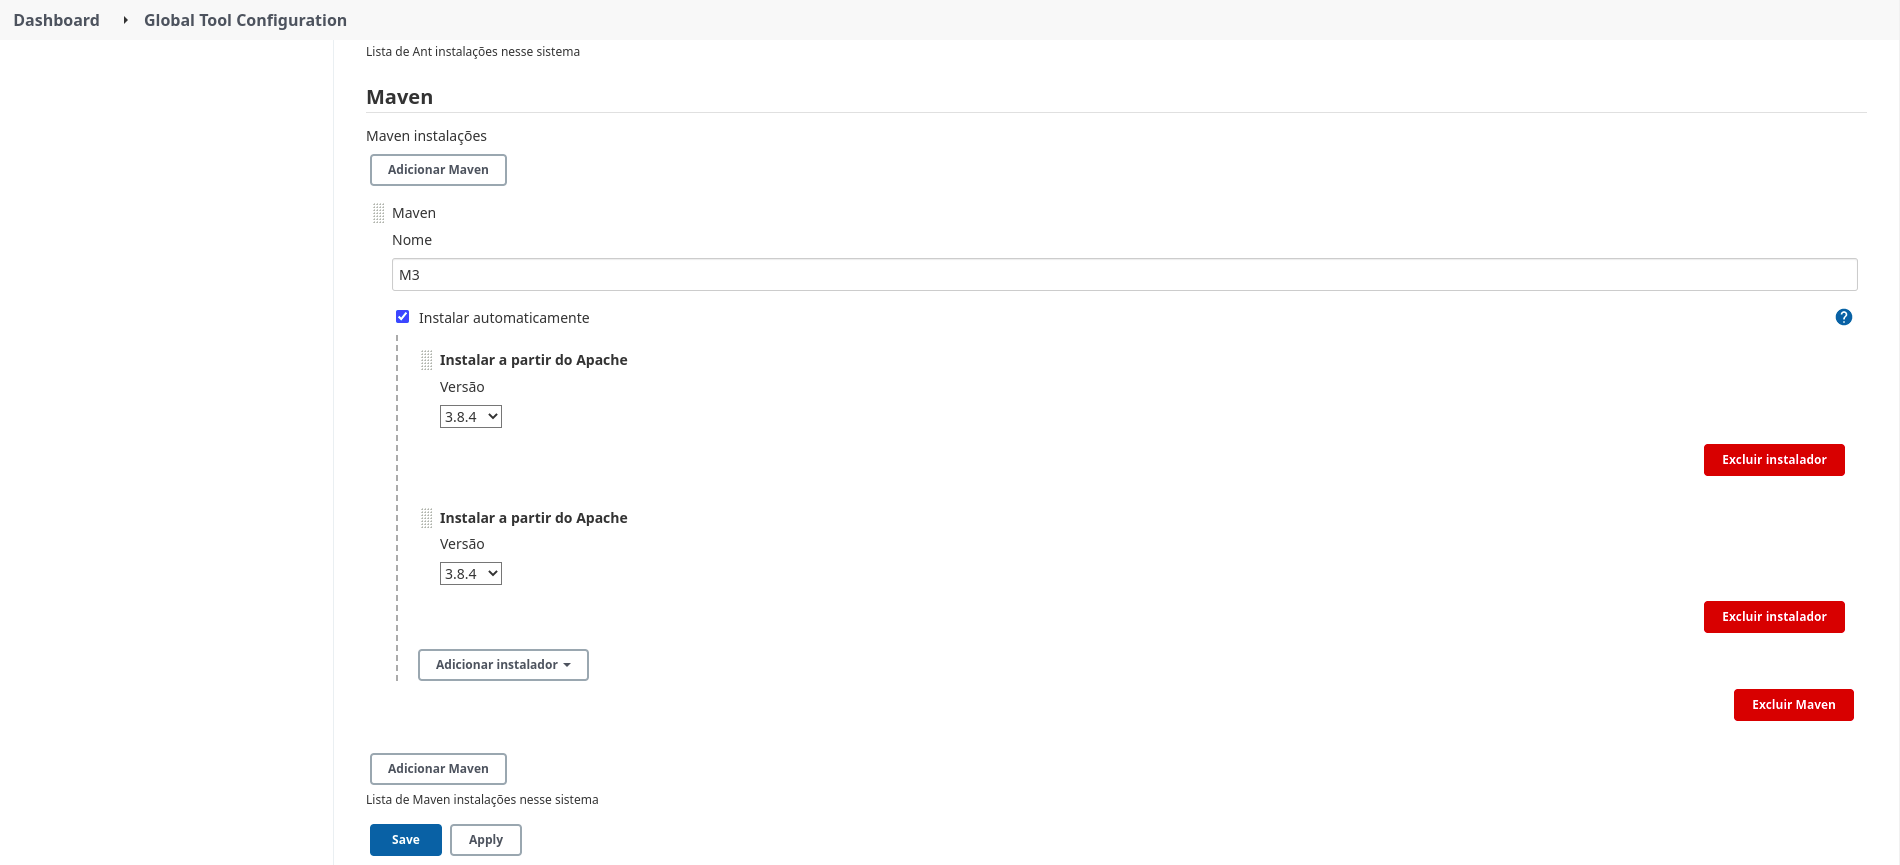 Dashboard Global Tool Configuration
Lista de Ant instalações nesse sistema
Maven
Maven instalações
Adicionar Maven
Maven
Nome
M3
Instalar automaticamente ?
Instalar a partir do Apache
Versão
3.8.4
Excluir instalador
Instalar a partir do Apache
Versão
3.8.4
Excluir instalador
Adicionar instalador
Excluir Maven
Adicionar Maven
Lista de Maven instalações nesse sistema
Save Apply